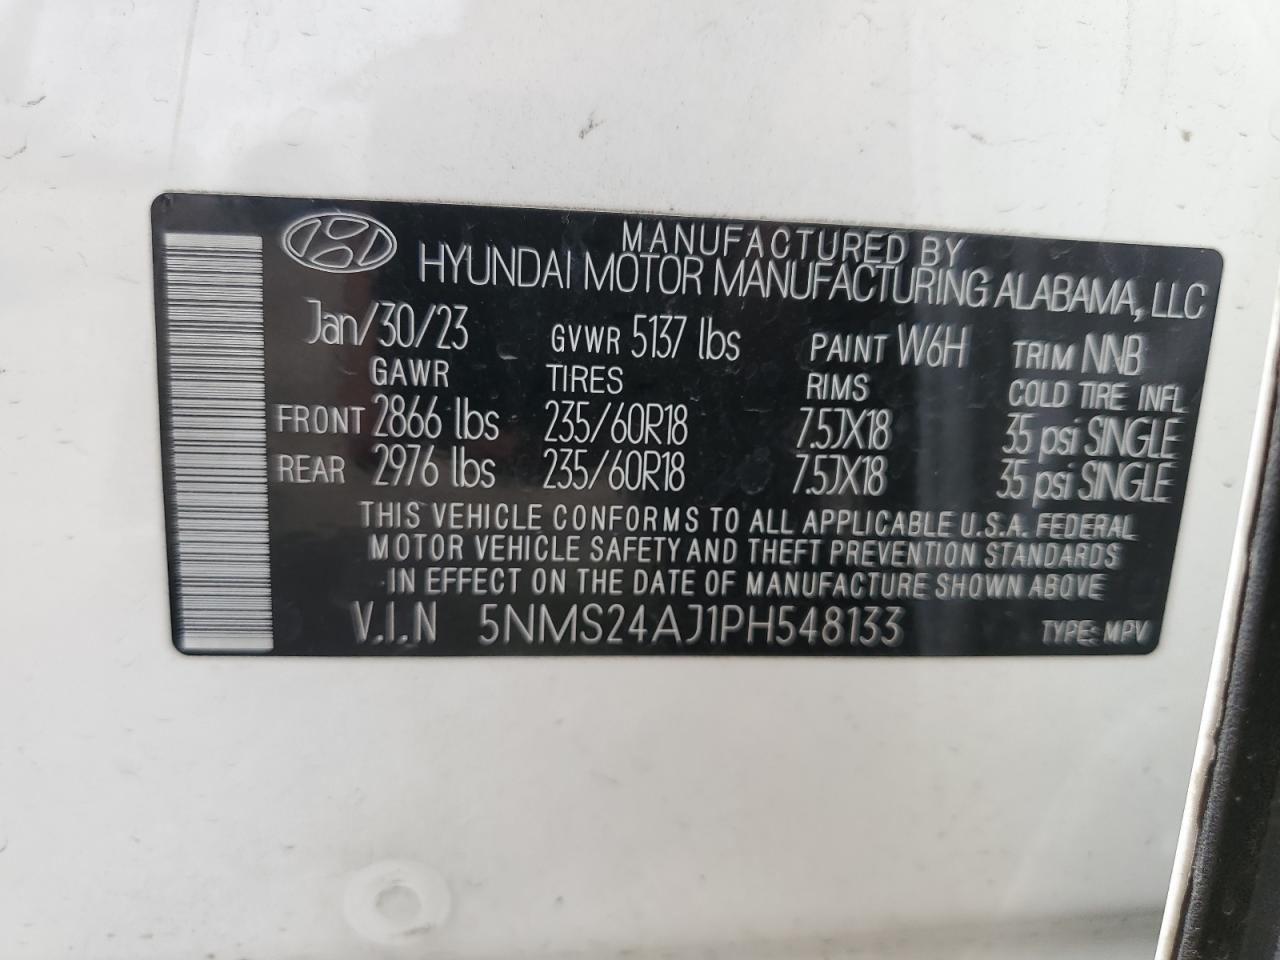 MANUFACTURED BY
HYUNDAI MOTOR MANUFACTURING ALABAMA, LLC
Jan/30/23 GVWR 5137 lbs PAINT W6H TRIM NNB
GAWR TIRES RIMS COLD TIRE INFL
FRONT 2866 lbs 235/60R18 7.5JX18 35 psi SINGLE
REAR 2976 lbs 235/60R18 7.5JX18 35 psi SINGLE
THIS VEHICLE CONFORMS TO ALL APPLICABLE U.S.A. FEDERAL
MOTOR VEHICLE SAFETY AND THEFT PREVENTION STANDARDS
IN EFFECT ON THE DATE OF MANUFACTURE SHOWN ABOVE
V.I.N 5NMS24AJ1PH548133 TYPE: MPV